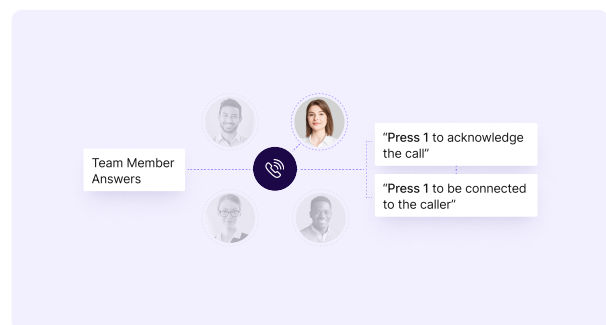 Team Member
Answers
“Press 1 to acknowledge
the call”
“Press 1 to be connected
to the caller”